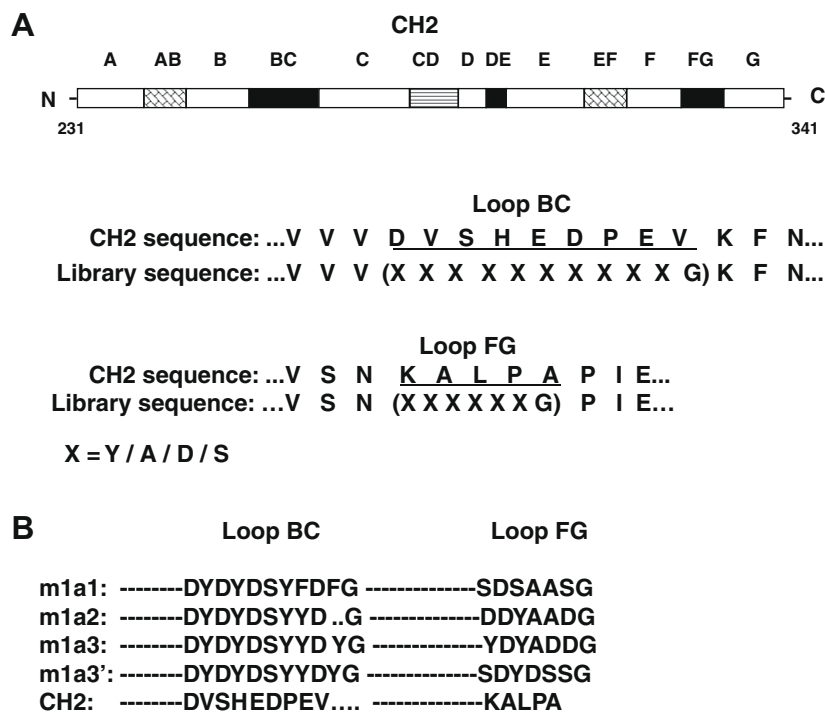 A
CH2
A AB B BC C CD D DE E EF F FG G
N C
231 341
Loop BC
CH2 sequence: ...V V V D V S H E D P E V K F N...
Library sequence: ...V V V (X X X X X X X X X X G) K F N...
Loop FG
CH2 sequence: ...V S N K A L P A P I E...
Library sequence: ...V S N (X X X X X X G) P I E...
X = Y / A / D / S
B
Loop BC Loop FG
m1a1: --------DYDYDSYFDFG ---------------SDSAASG
m1a2: --------DYDYDSYYD ..G ---------------DDYAADG
m1a3: --------DYDYDSYYD YG ---------------YDYADDG
m1a3': --------DYDYDSYYDYG ---------------SDYDSSG
CH2: --------DVSHEDPEV.... --------------KALPA